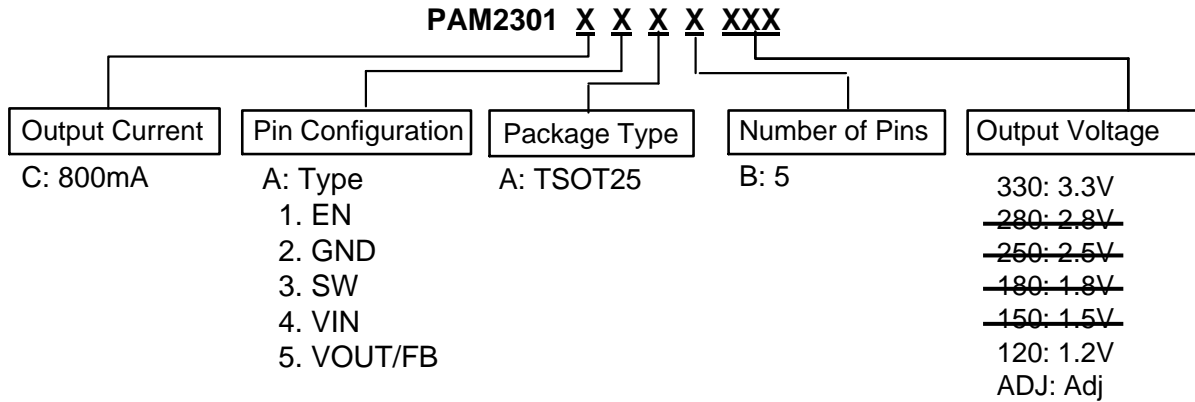 PAM2301 X X X X XXX
Output Current
C: 800mA
Pin Configuration
A: Type
1. EN
2. GND
3. SW
4. VIN
5. VOUT/FB
Package Type
A: TSOT25
Number of Pins
B: 5
Output Voltage
330: 3.3V
280: 2.8V
250: 2.5V
180: 1.8V
150: 1.5V
120: 1.2V
ADJ: Adj